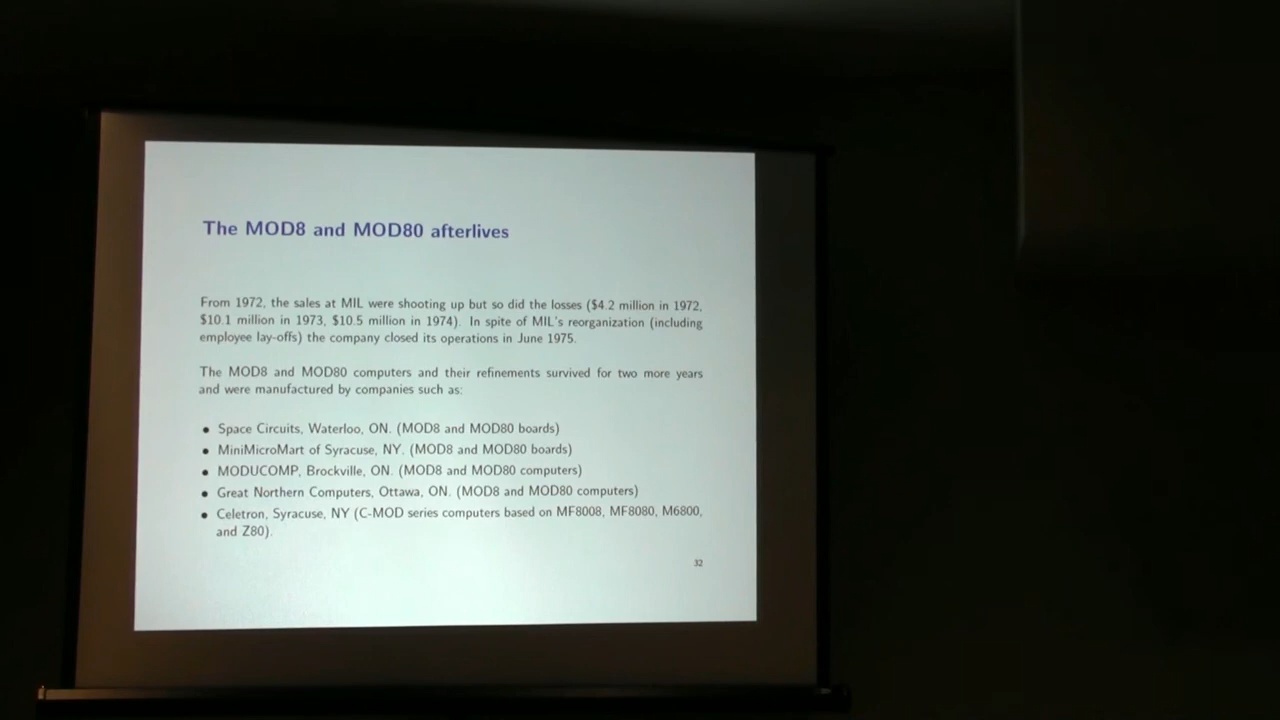 The MOD8 and MOD80 afterlives
From 1972, the sales at MIL were shooting up but so did the losses ($4.2 million in 1972,
$10.1 million in 1973, $10.5 million in 1974). In spite of MIL's reorganization (including
employee lay-offs) the company closed its operations in June 1975.
The MOD8 and MOD80 computers and their refinements survived for two more years
and were manufactured by companies such as:
• Space Circuits, Waterloo, ON. (MOD8 and MOD80 boards)
• MiniMicroMart of Syracuse, NY. (MOD8 and MOD80 boards)
• MODUCOMP, Brockville, ON. (MOD8 and MOD80 computers)
• Great Northern Computers, Ottawa, ON. (MOD8 and MOD80 computers)
• Celetron, Syracuse, NY (C-MOD series computers based on MF8008, MF8080, M6800,
and Z80).
32